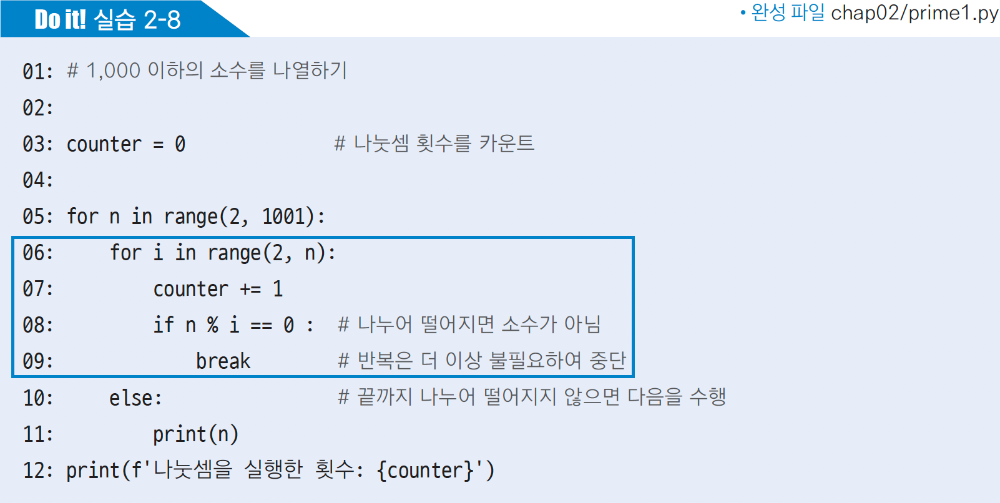 Do it! 실습 2-8
• 완성 파일 chap02/prime1.py
01: # 1,000 이하의 소수를 나열하기
02:
03: counter = 0 # 나눗셈 횟수를 카운트
04:
05: for n in range(2, 1001):
06:     for i in range(2, n):
07:         counter += 1
08:         if n % i == 0 : # 나누어 떨어지면 소수가 아님
09:             break # 반복은 더 이상 불필요하여 중단
10:     else: # 끝까지 나누어 떨어지지 않으면 다음을 수행
11:         print(n)
12: print(f'나눗셈을 실행한 횟수: {counter}')